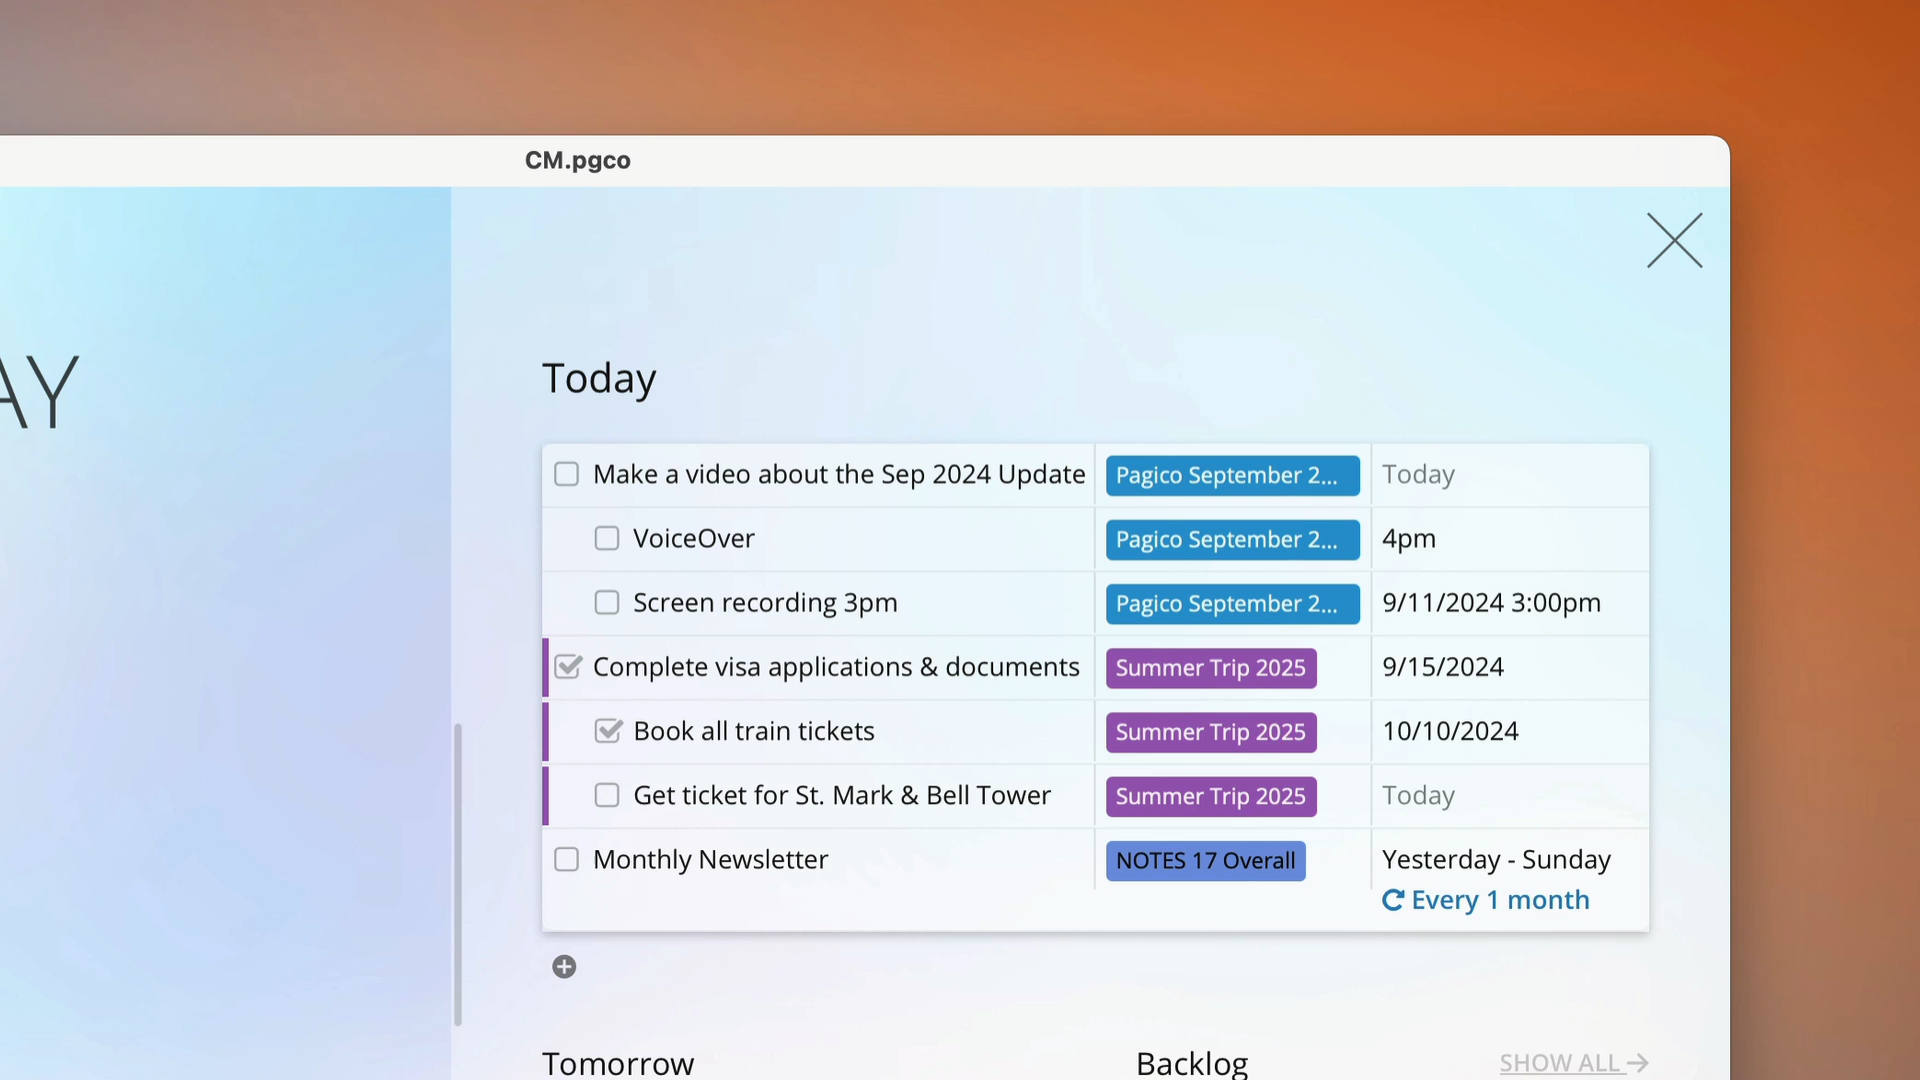 CM.pgco
AY
Today
Make a video about the Sep 2024 Update Pagico September 2... Today
VoiceOver Pagico September 2... 4pm
Screen recording 3pm Pagico September 2... 9/11/2024 3:00pm
Complete visa applications & documents Summer Trip 2025 9/15/2024
Book all train tickets Summer Trip 2025 10/10/2024
Get ticket for St. Mark & Bell Tower Summer Trip 2025 Today
Monthly Newsletter NOTES 17 Overall Yesterday - Sunday
Every 1 month
Tomorrow Backlog SHOW ALL